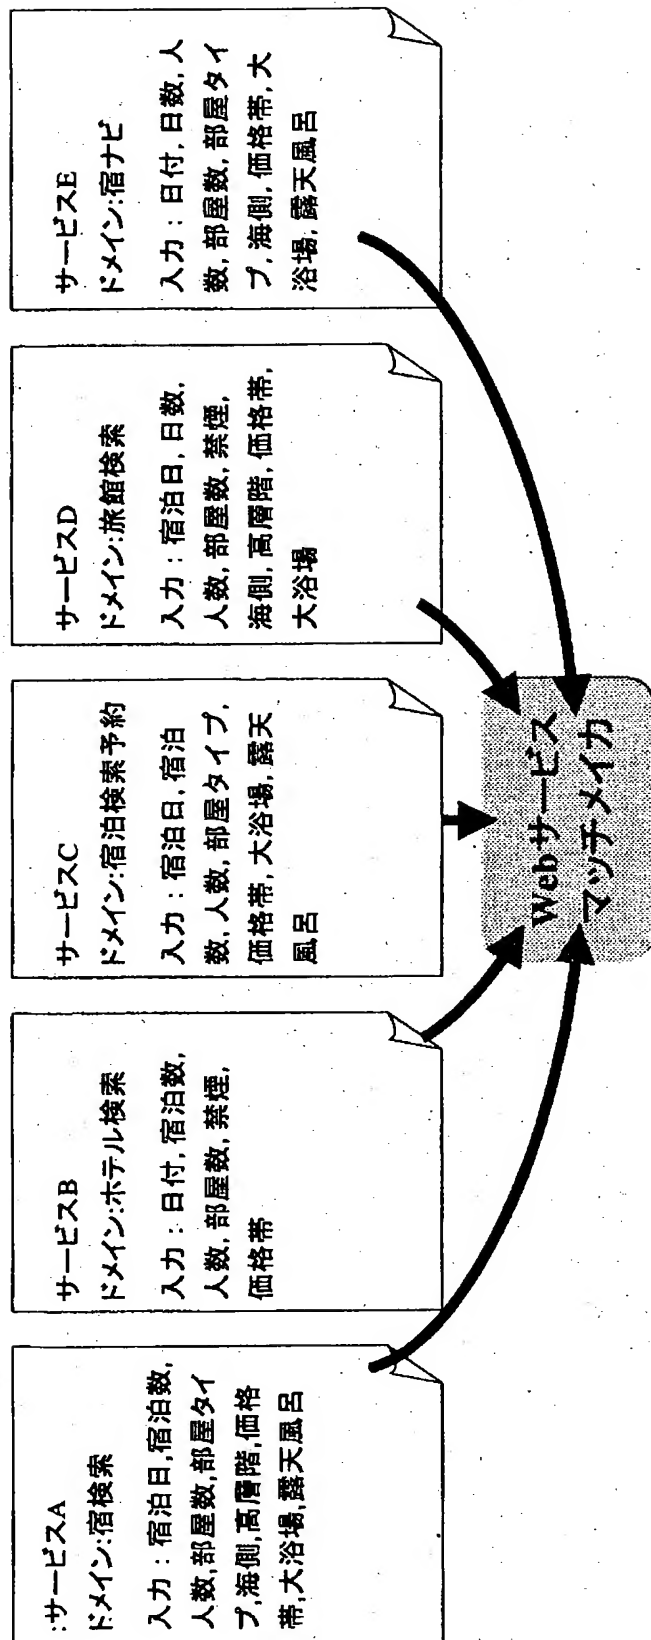 :サービスA
ドメイン:宿検索
入力:宿泊日,宿泊数,
人数,部屋数,部屋タイ
プ,海側,高層階,価格
帯,大浴場,露天風呂
サービスB
ドメイン:ホテル検索
入力:日付,宿泊数,
人数,部屋数,禁煙,
価格帯
サービスC
ドメイン:宿泊検索予約
入力:宿泊日,宿泊
数,人数,部屋タイプ,
価格帯,大浴場,露天
風呂
サービスD
ドメイン:旅館検索
入力:宿泊日,日数,
人数,部屋数,禁煙,
海側,高層階,価格帯,
大浴場
サービスE
ドメイン:宿ナビ
入力:日付,日数,人
数,部屋数,部屋タイ
プ,海側,価格帯,大
浴場,露天風呂
Webサービス
マッチメイカ